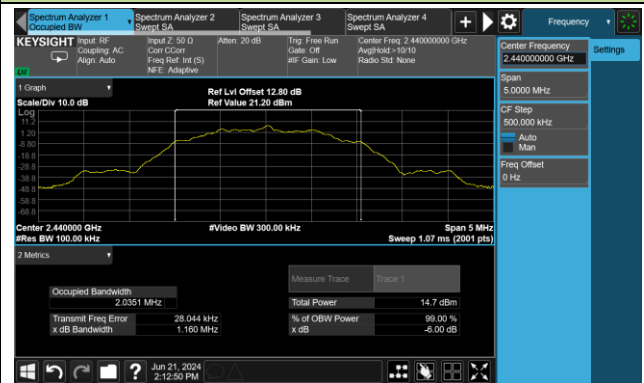 Spectrum Analyzer 1
Occupied BW
Spectrum Analyzer 2
Swept SA
Spectrum Analyzer 3
Swept SA
Spectrum Analyzer 4
Swept SA
Frequency
KEYSIGHT
Input: RF
Coupling: AC
Align: Auto
Input Z: 50 Ω
Corr CCorr
Freq Ref: Int (S)
NFE: Adaptive
Atten: 20 dB
Trig: Free Run
Gate: Off
#IF Gain: Low
Center Freq: 2.440000000 GHz
Avg|Hold:>10/10
Radio Std: None
LW
Center Frequency
2.440000000 GHz
Settings
Span
5.0000 MHz
CF Step
500.000 kHz
Auto
Man
Freq Offset
0 Hz
1 Graph
Scale/Div 10.0 dB
Ref Lvl Offset 12.80 dB
Ref Value 21.20 dBm
Log
11.2
1.20
-8.80
-18.8
-28.8
-38.8
-48.8
-58.8
-68.8
Center 2.440000 GHz
#Res BW 100.00 kHz
#Video BW 300.00 kHz
Span 5 MHz
Sweep 1.07 ms (2001 pts)
2 Metrics
Measure Trace
Trace 1
Occupied Bandwidth
2.0351 MHz
Total Power
14.7 dBm
Transmit Freq Error
28.044 kHz
% of OBW Power
99.00 %
x dB Bandwidth
1.160 MHz
x dB
-6.00 dB
Jun 21, 2024
2:12:50 PM